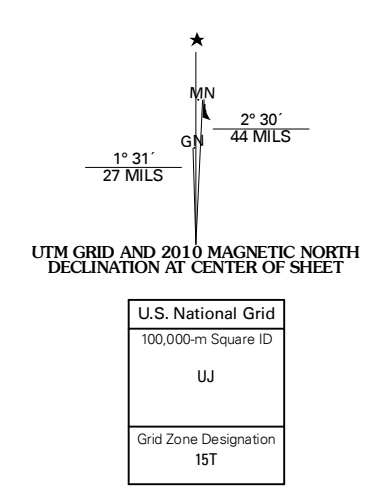 ★
MN
2° 30´
44 MILS
GN
1° 31´
27 MILS
UTM GRID AND 2010 MAGNETIC NORTH
DECLINATION AT CENTER OF SHEET
U.S. National Grid
100,000-m Square ID
UJ
Grid Zone Designation
15T